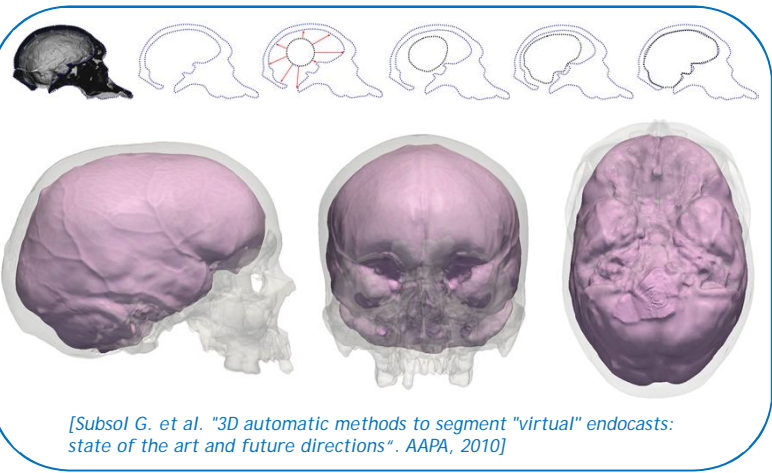 [Subsol G. et al. "3D automatic methods to segment "virtual" endocasts:
state of the art and future directions“. AAPA, 2010]